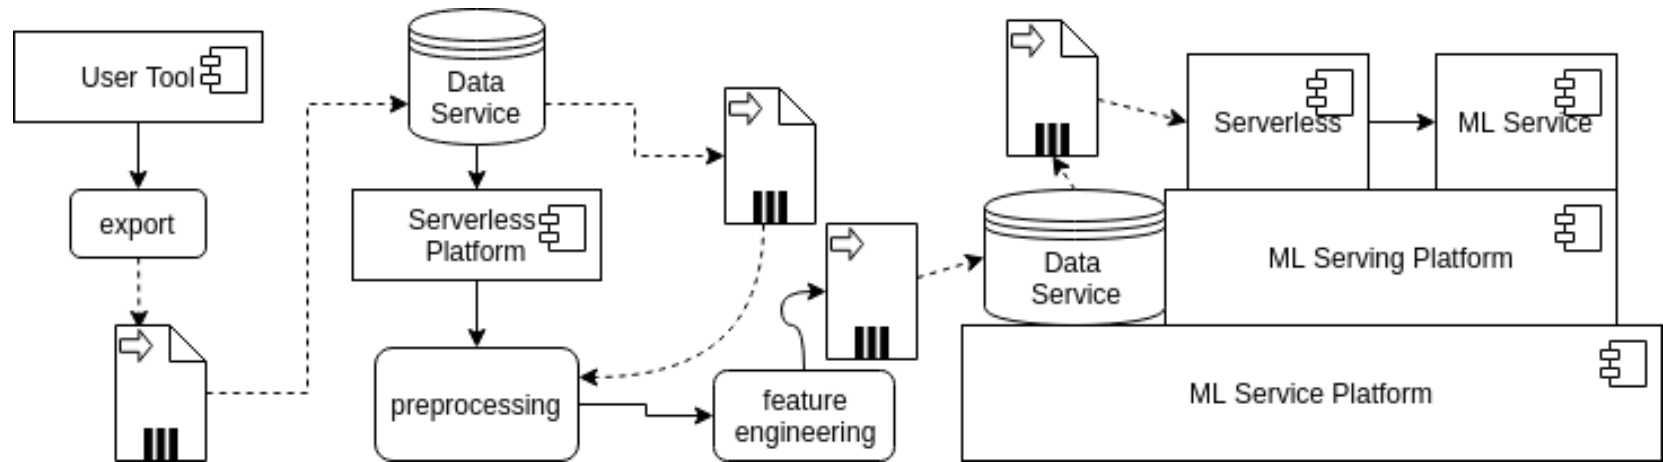 User Tool
export
Data
Service
Serverless
Platform
preprocessing
feature
engineering
Data
Service
Serverless
ML Service
ML Serving Platform
ML Service Platform